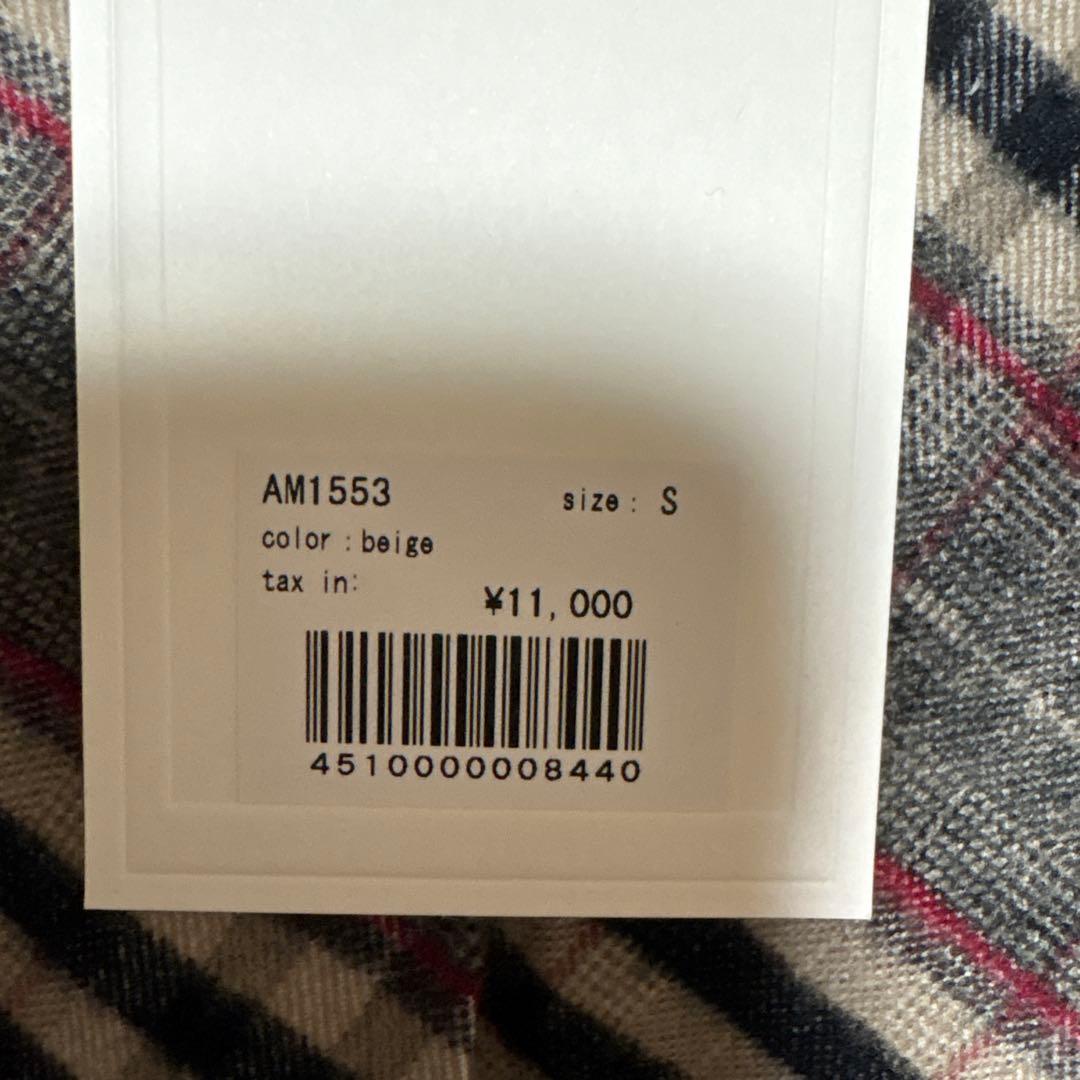 AM1553 size: S
color :beige
tax in:
¥11,000
4510000008440